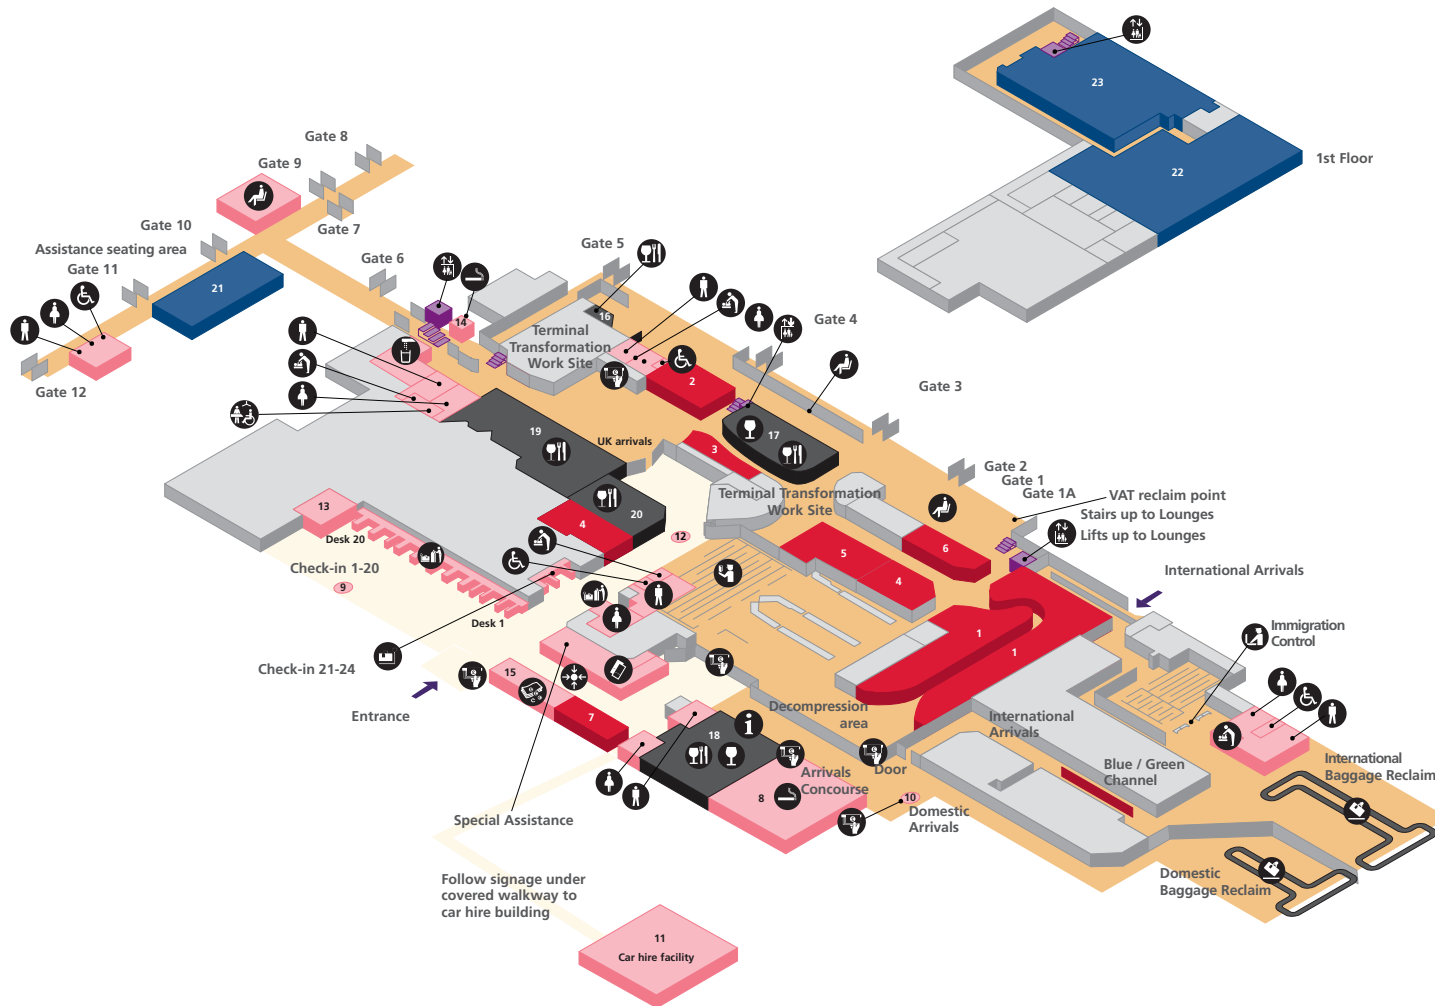 23
22
1st Floor
Gate 8
Gate 9
Gate 7
Gate 10
Assistance seating area
Gate 11
21
Gate 12
Gate 6
Gate 5
14
16
Terminal
Transformation
Work Site
Gate 4
2
Gate 3
17
3
19
UK arrivals
Gate 2
Gate 1
Gate 1A
VAT reclaim point
Stairs up to Lounges
Lifts up to Lounges
Terminal Transformation
Work Site
20
4
13
Desk 20
12
5
6
4
Check-in 1-20
9
Desk 1
International Arrivals
Immigration
Control
1
1
Check-in 21-24
15
Entrance
7
18
Decompression
area
International
Arrivals
Door
Arrivals
Concourse
8
10
Domestic
Arrivals
Blue / Green
Channel
International
Baggage Reclaim
Special Assistance
Domestic
Baggage Reclaim
Follow signage under
covered walkway to
car hire building
11
Car hire facility